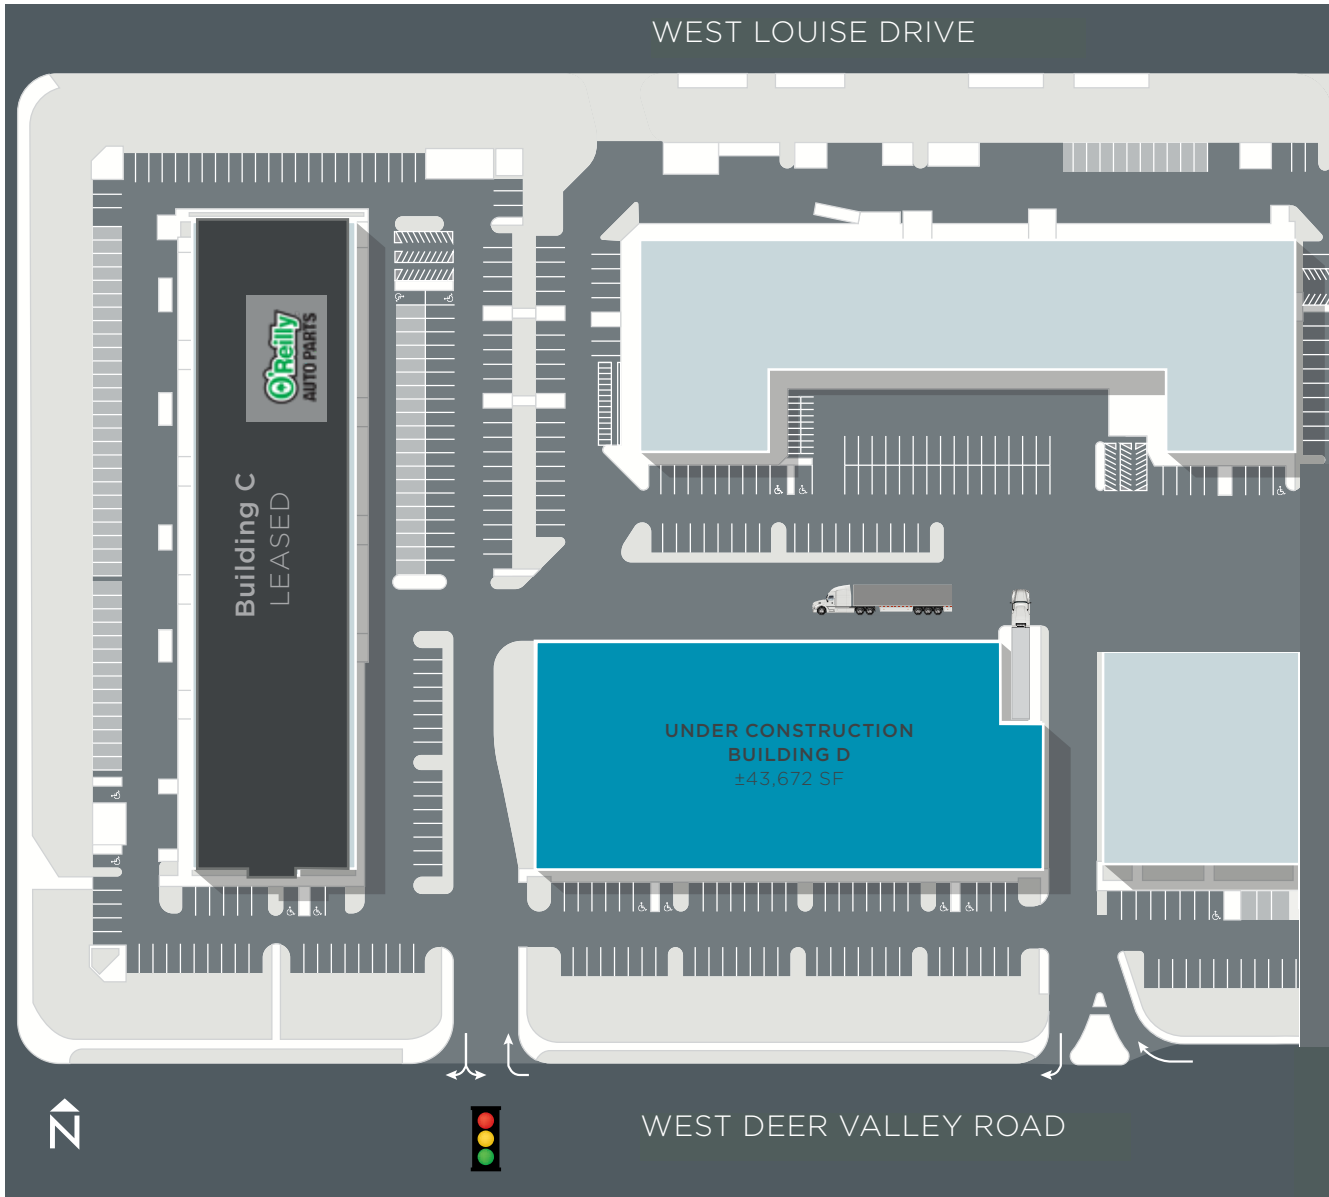 WEST LOUISE DRIVE
O'Reilly
AUTO PARTS
Building C
LEASED
UNDER CONSTRUCTION
BUILDING D
±43,672 SF
N
WEST DEER VALLEY ROAD